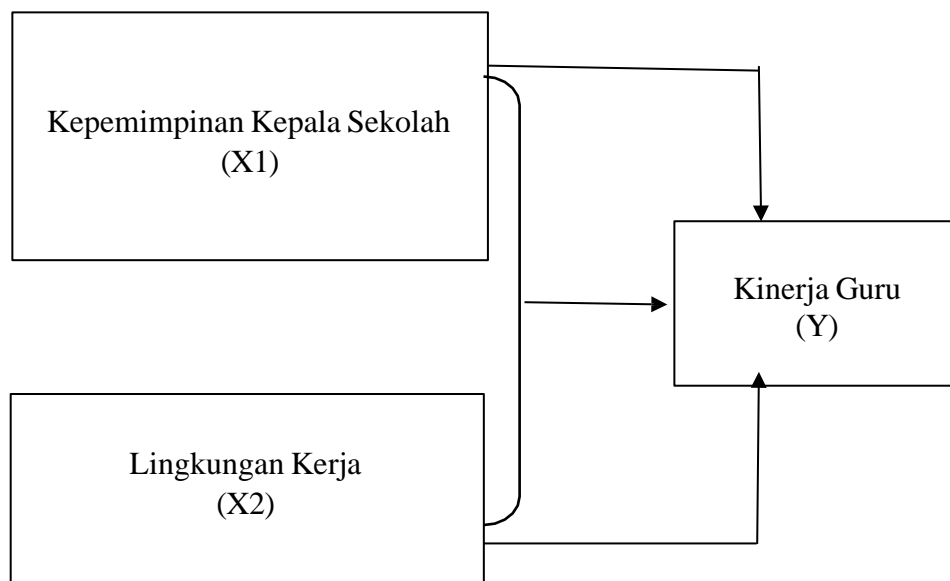 Kepemimpinan Kepala Sekolah
(X1)
Kinerja Guru
(Y)
Lingkungan Kerja
(X2)